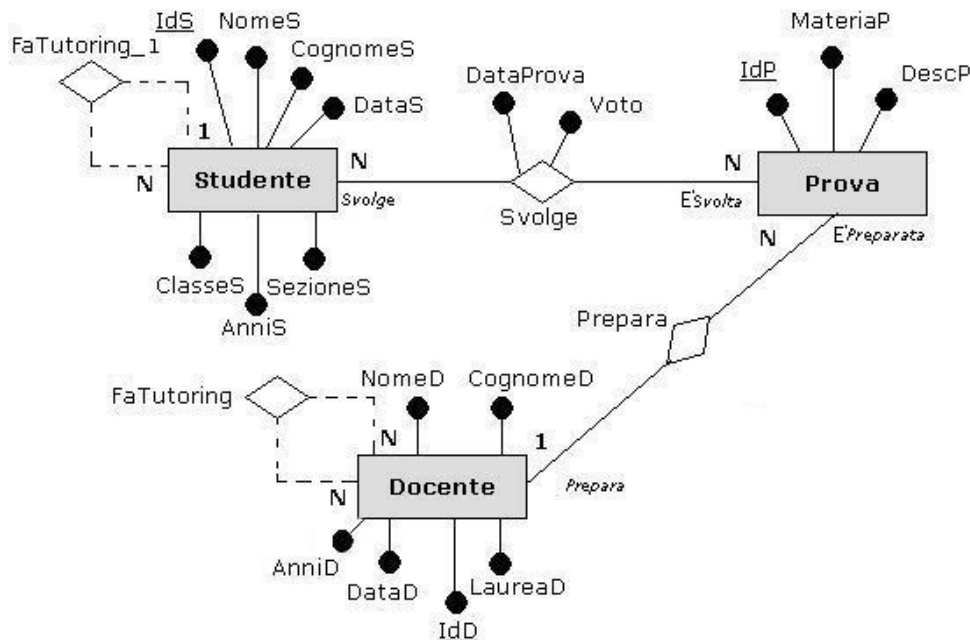 IdS
NomeS
MateriaP
FaTutoring_1
CognomeS
DataProva
IdP
DescP
DataS
Voto
1
N
N
N
Studente
Prova
Svolge
E'Svolta
Svolge
N
E'Preparata
ClasseS
SezioneS
AnniS
Prepara
NomeD
CognomeD
FaTutoring
N
1
N
Docente
Prepara
AnniD
DataD
LaureaD
IdD